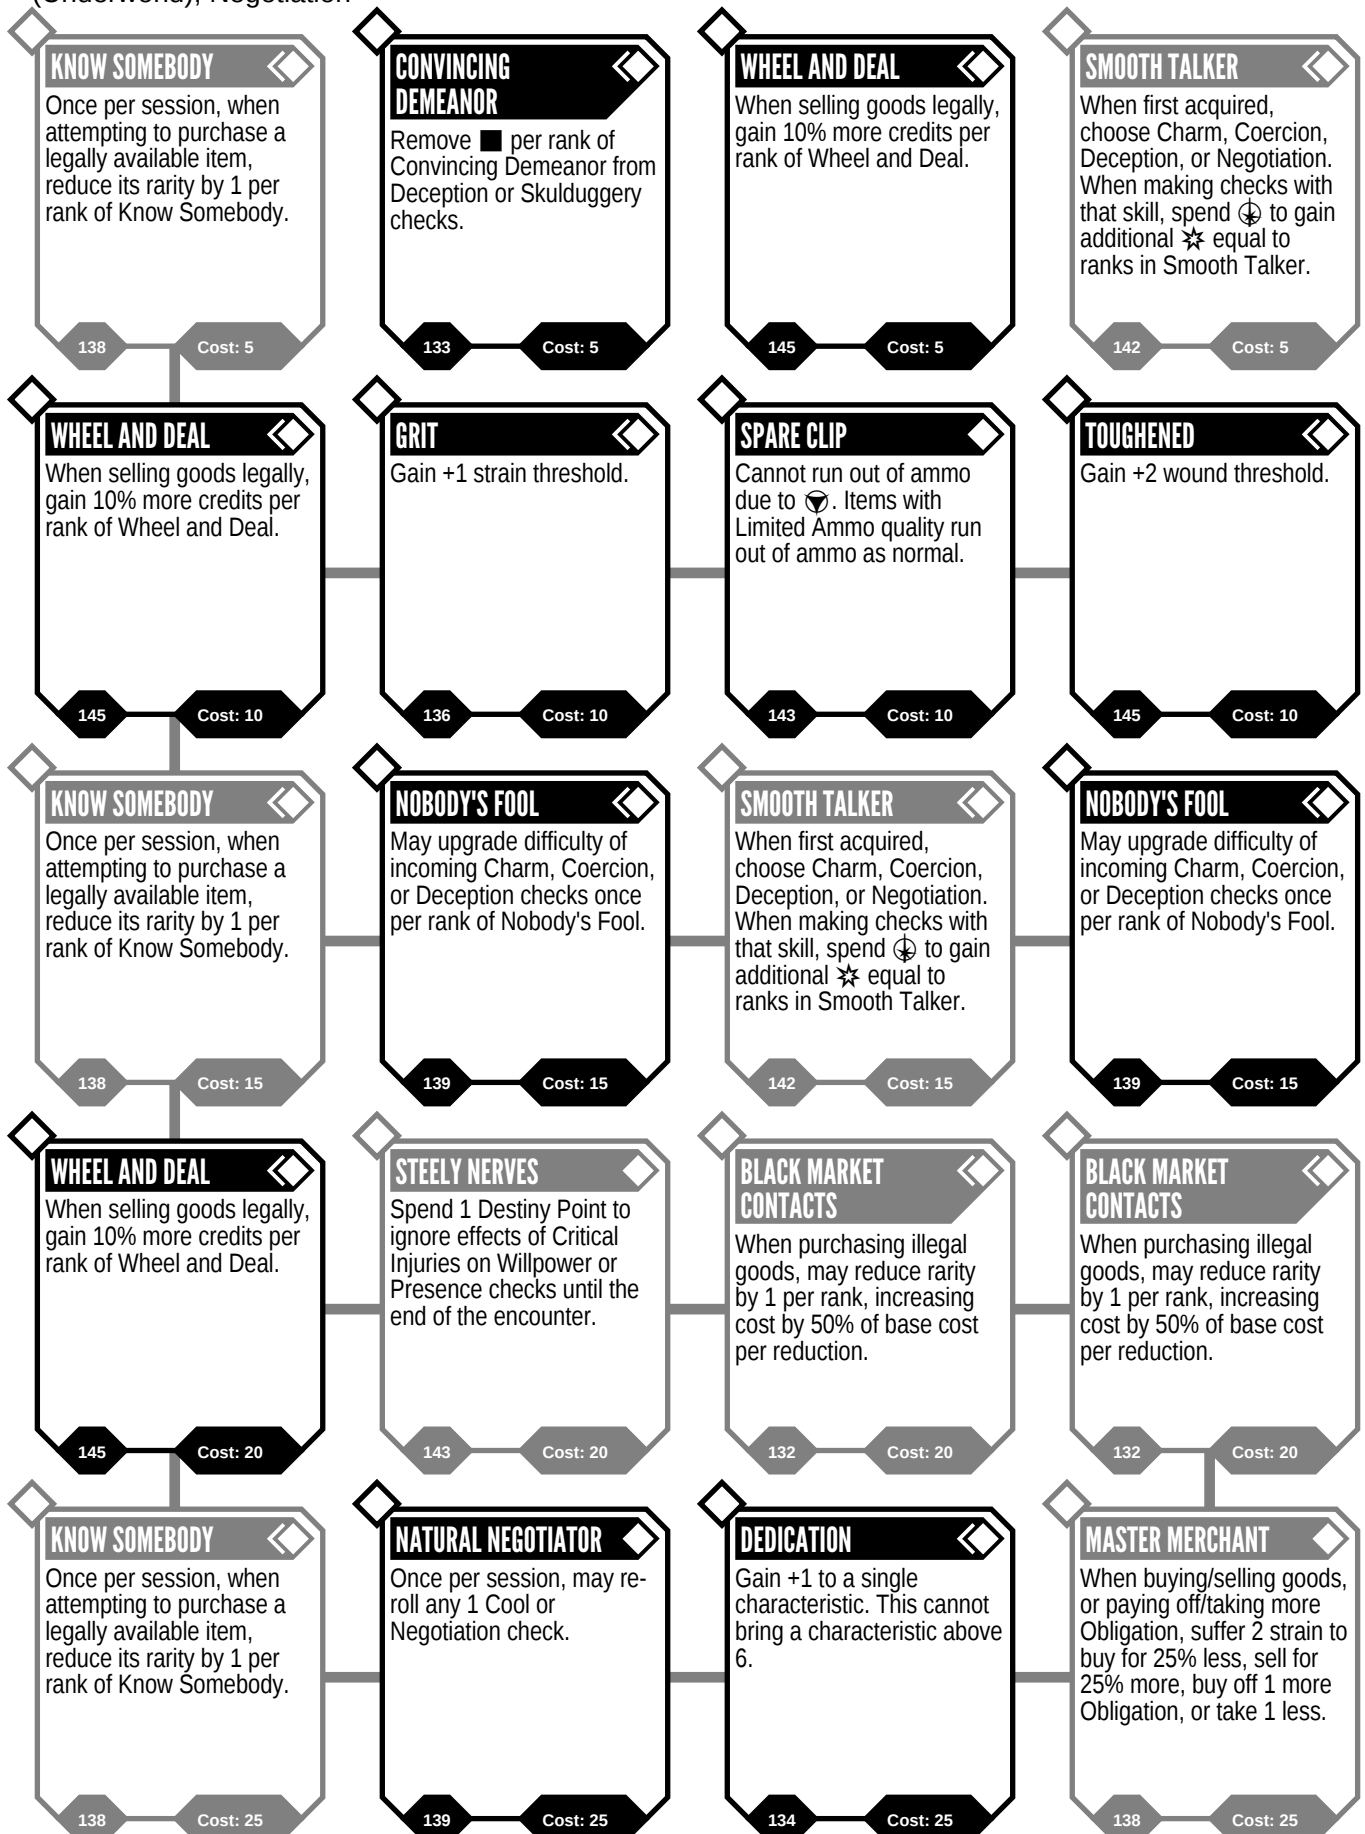 (Underworld), Negotiation
KNOW SOMEBODY
Once per session, when
attempting to purchase a
legally available item,
reduce its rarity by 1 per
rank of Know Somebody.
138
Cost: 5
CONVINCING
DEMEANOR
Remove ■ per rank of
Convincing Demeanor from
Deception or Skulduggery
checks.
133
Cost: 5
WHEEL AND DEAL
When selling goods legally,
gain 10% more credits per
rank of Wheel and Deal.
145
Cost: 5
SMOOTH TALKER
When first acquired,
choose Charm, Coercion,
Deception, or Negotiation.
When making checks with
that skill, spend to gain
additional equal to
ranks in Smooth Talker.
142
Cost: 5
WHEEL AND DEAL
When selling goods legally,
gain 10% more credits per
rank of Wheel and Deal.
145
Cost: 10
GRIT
Gain +1 strain threshold.
136
Cost: 10
SPARE CLIP
Cannot run out of ammo
due to . Items with
Limited Ammo quality run
out of ammo as normal.
143
Cost: 10
TOUGHENED
Gain +2 wound threshold.
145
Cost: 10
KNOW SOMEBODY
Once per session, when
attempting to purchase a
legally available item,
reduce its rarity by 1 per
rank of Know Somebody.
138
Cost: 15
NOBODY'S FOOL
May upgrade difficulty of
incoming Charm, Coercion,
or Deception checks once
per rank of Nobody's Fool.
139
Cost: 15
SMOOTH TALKER
When first acquired,
choose Charm, Coercion,
Deception, or Negotiation.
When making checks with
that skill, spend to gain
additional equal to
ranks in Smooth Talker.
142
Cost: 15
NOBODY'S FOOL
May upgrade difficulty of
incoming Charm, Coercion,
or Deception checks once
per rank of Nobody's Fool.
139
Cost: 15
WHEEL AND DEAL
When selling goods legally,
gain 10% more credits per
rank of Wheel and Deal.
145
Cost: 20
STEELY NERVES
Spend 1 Destiny Point to
ignore effects of Critical
Injuries on Willpower or
Presence checks until the
end of the encounter.
143
Cost: 20
BLACK MARKET
CONTACTS
When purchasing illegal
goods, may reduce rarity
by 1 per rank, increasing
cost by 50% of base cost
per reduction.
132
Cost: 20
BLACK MARKET
CONTACTS
When purchasing illegal
goods, may reduce rarity
by 1 per rank, increasing
cost by 50% of base cost
per reduction.
132
Cost: 20
KNOW SOMEBODY
Once per session, when
attempting to purchase a
legally available item,
reduce its rarity by 1 per
rank of Know Somebody.
138
Cost: 25
NATURAL NEGOTIATOR
Once per session, may re-
roll any 1 Cool or
Negotiation check.
139
Cost: 25
DEDICATION
Gain +1 to a single
characteristic. This cannot
bring a characteristic above
6.
134
Cost: 25
MASTER MERCHANT
When buying/selling goods,
or paying off/taking more
Obligation, suffer 2 strain to
buy for 25% less, sell for
25% more, buy off 1 more
Obligation, or take 1 less.
138
Cost: 25